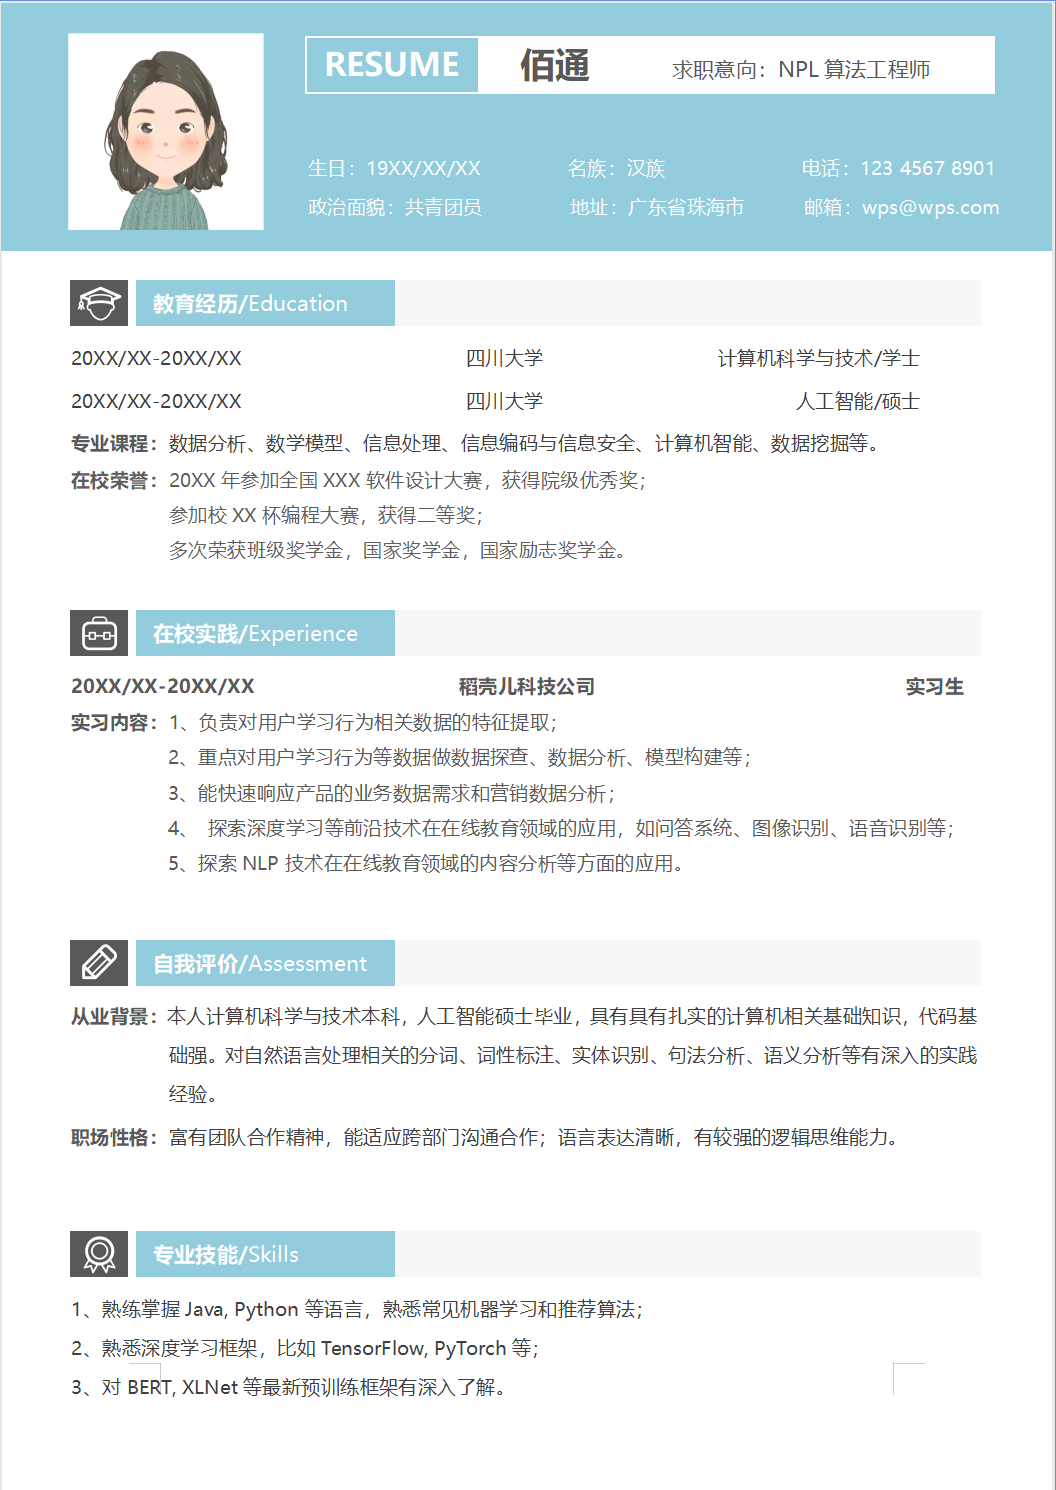 RESUME 佰通 求职意向：NPL 算法工程师
生日：19XX/XX/XX 名族：汉族 电话：123 4567 8901
政治面貌：共青团员 地址：广东省珠海市 邮箱：wps@wps.com
教育经历/Education
20XX/XX-20XX/XX 四川大学 计算机科学与技术/学士
20XX/XX-20XX/XX 四川大学 人工智能/硕士
专业课程：数据分析、数学模型、信息处理、信息编码与信息安全、计算机智能、数据挖掘等。
在校荣誉：20XX 年参加全国 XXX 软件设计大赛，获得院级优秀奖；
参加校 XX 杯编程大赛，获得二等奖；
多次荣获班级奖学金，国家奖学金，国家励志奖学金。
在校实践/Experience
20XX/XX-20XX/XX 稻壳儿科技公司 实习生
实习内容：1、负责对用户学习行为相关数据的特征提取；
2、重点对用户学习行为等数据做数据探查、数据分析、模型构建等；
3、能快速响应产品的业务数据需求和营销数据分析；
4、 探索深度学习等前沿技术在在线教育领域的应用，如问答系统、图像识别、语音识别等；
5、探索 NLP 技术在在线教育领域的内容分析等方面的应用。
自我评价/Assessment
从业背景：本人计算机科学与技术本科，人工智能硕士毕业，具有具有扎实的计算机相关基础知识，代码基
础强。对自然语言处理相关的分词、词性标注、实体识别、句法分析、语义分析等有深入的实践
经验。
职场性格：富有团队合作精神，能适应跨部门沟通合作；语言表达清晰，有较强的逻辑思维能力。
专业技能/Skills
1、熟练掌握 Java, Python 等语言，熟悉常见机器学习和推荐算法；
2、熟悉深度学习框架，比如 TensorFlow, PyTorch 等；
3、对 BERT, XLNet 等最新预训练框架有深入了解。